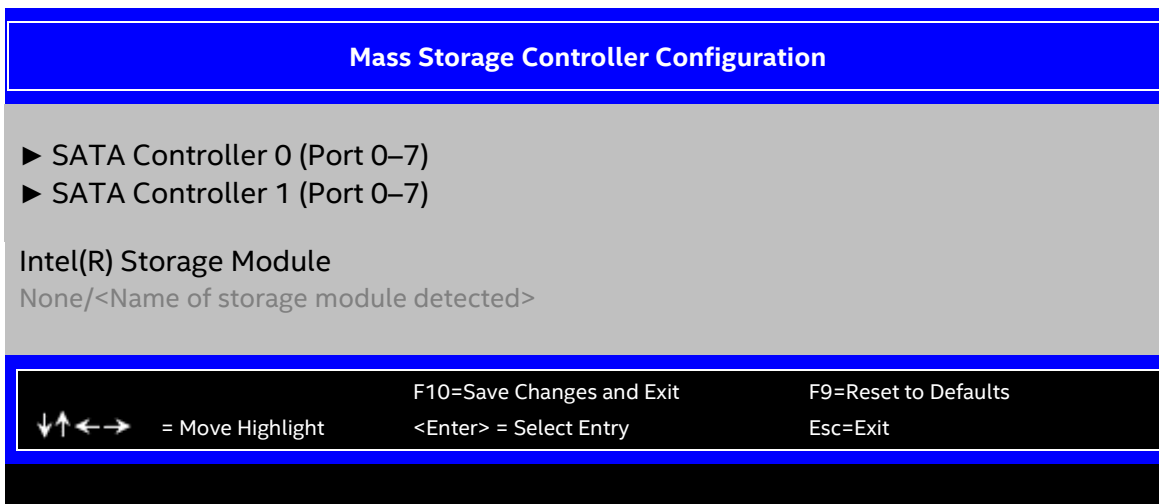 Mass Storage Controller Configuration
► SATA Controller 0 (Port 0–7)
► SATA Controller 1 (Port 0–7)
Intel(R) Storage Module
None/<Name of storage module detected>
F10=Save Changes and Exit F9=Reset to Defaults
↓↑←→ = Move Highlight <Enter> = Select Entry Esc=Exit